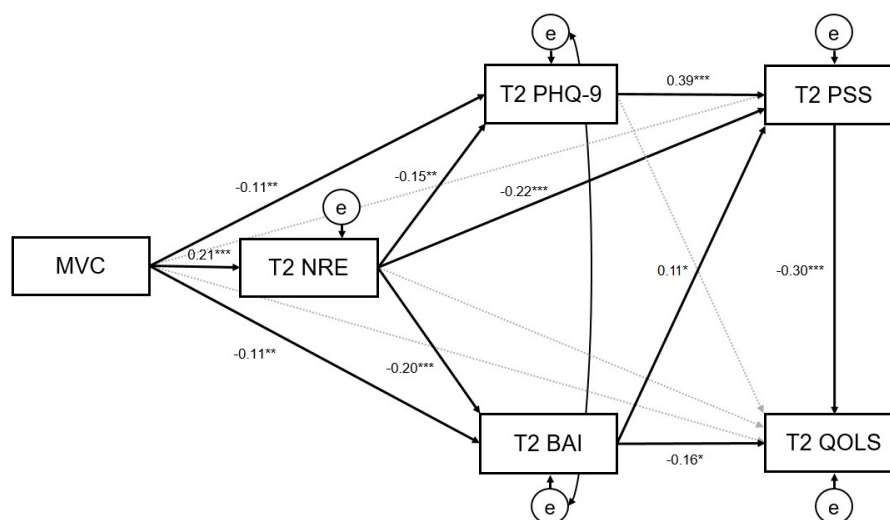 e
e
T2 PHQ-9
0.39***
T2 PSS
-0.11**
-0.15**
-0.22***
e
MVC
0.21***
T2 NRE
0.11*
-0.30***
-0.11**
-0.20***
T2 BAI
-0.16*
T2 QOLS
e
e